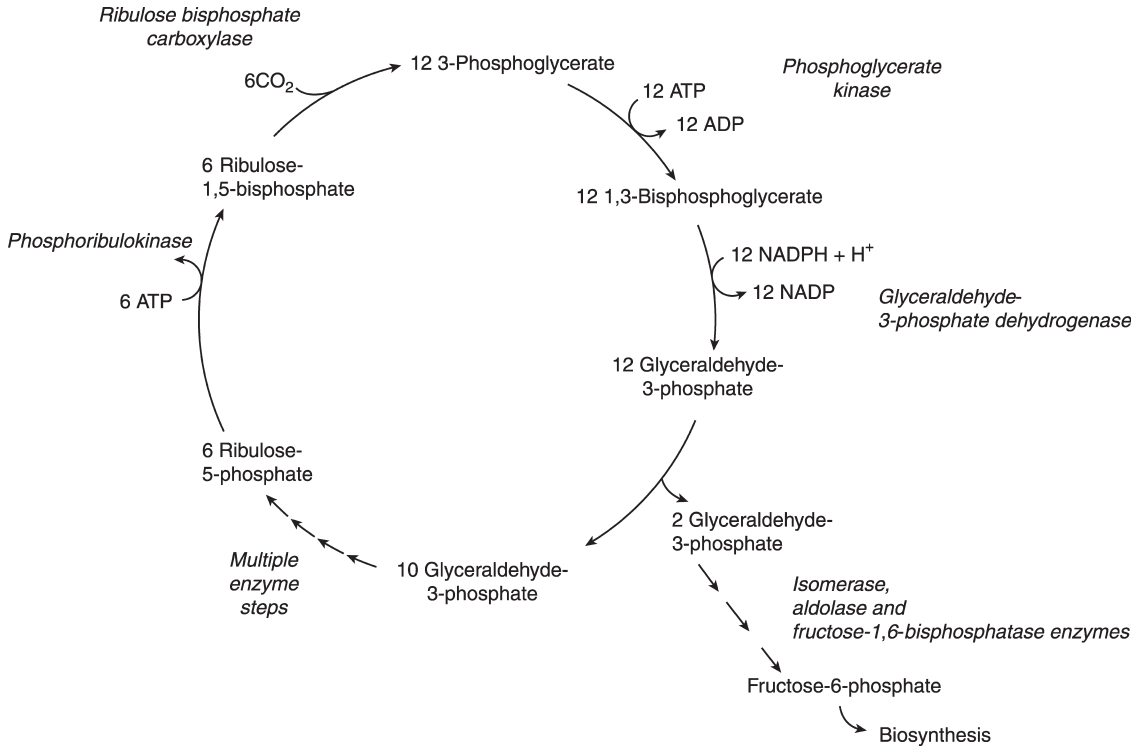 Ribulose bisphosphate
carboxylase
6CO₂
12 3-Phosphoglycerate
Phosphoglycerate
kinase
12 ATP
12 ADP
6 Ribulose-
1,5-bisphosphate
12 1,3-Bisphosphoglycerate
Phosphoribulokinase
6 ATP
12 NADPH + H⁺
12 NADP
Glyceraldehyde-
3-phosphate dehydrogenase
12 Glyceraldehyde-
3-phosphate
6 Ribulose-
5-phosphate
2 Glyceraldehyde-
3-phosphate
Multiple
enzyme
steps
10 Glyceraldehyde-
3-phosphate
Isomerase,
aldolase and
fructose-1,6-bisphosphatase enzymes
Fructose-6-phosphate
Biosynthesis